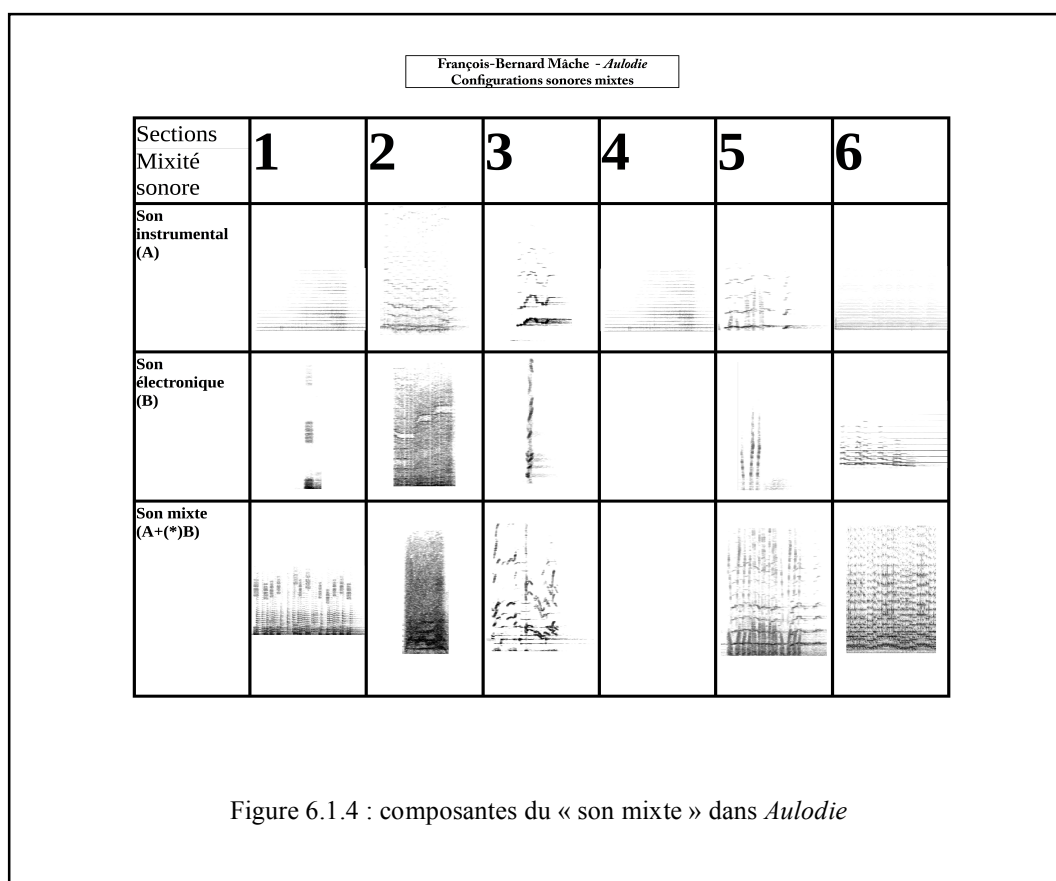 François-Bernard Mâche - Aulodie
Configurations sonores mixtes
Sections
Mixité
sonore
1
2
3
4
5
6
Son
instrumental
(A)
Son
électronique
(B)
Son mixte
(A+(*)B)
Figure 6.1.4 : composantes du « son mixte » dans Aulodie